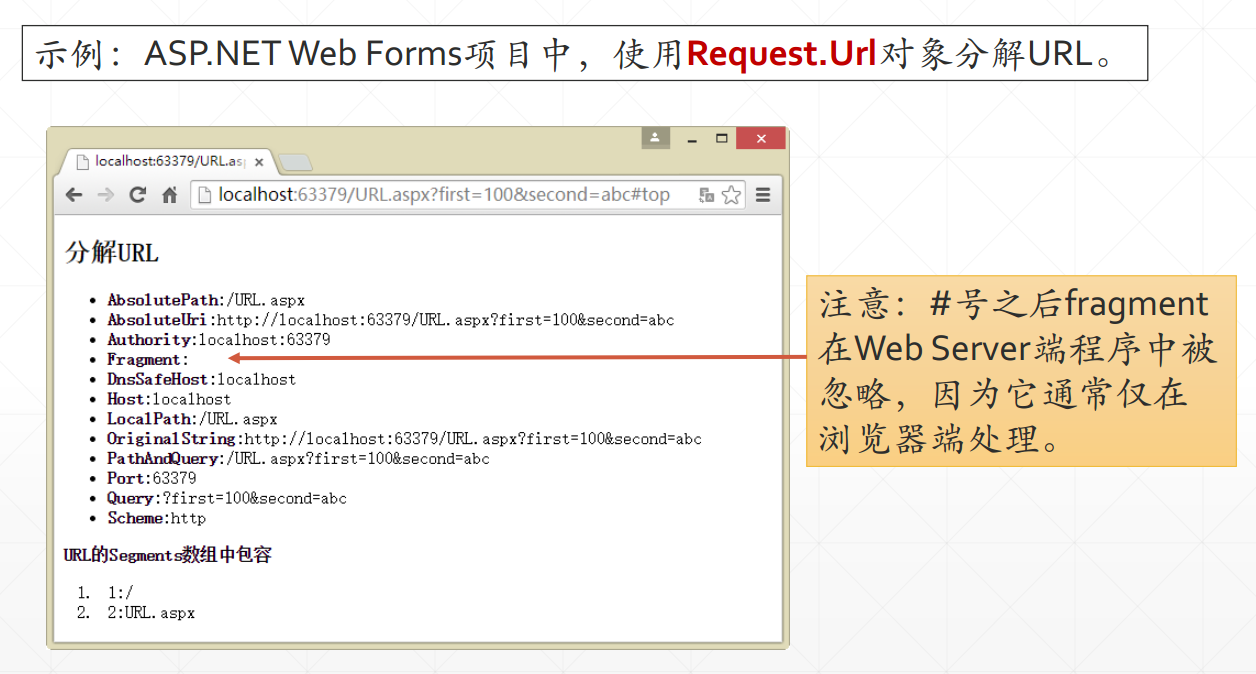 示例：ASP.NET Web Forms项目中，使用Request.Url对象分解URL。
localhost:63379/URL.as
localhost:63379/URL.aspx?first=100&second=abc#top
分解URL
• AbsolutePath:/URL.aspx
• AbsoluteUri:http://localhost:63379/URL.aspx?first=100&second=abc
• Authority:localhost:63379
• Fragment:
• DnsSafeHost:localhost
• Host:localhost
• LocalPath:/URL.aspx
• OriginalString:http://localhost:63379/URL.aspx?first=100&second=abc
• PathAndQuery:/URL.aspx?first=100&second=abc
• Port:63379
• Query:?first=100&second=abc
• Scheme:http
URL的Segments数组中包容
1. 1:/
2. 2:URL.aspx
注意：#号之后fragment
在Web Server端程序中被
忽略，因为它通常仅在
浏览器端处理。